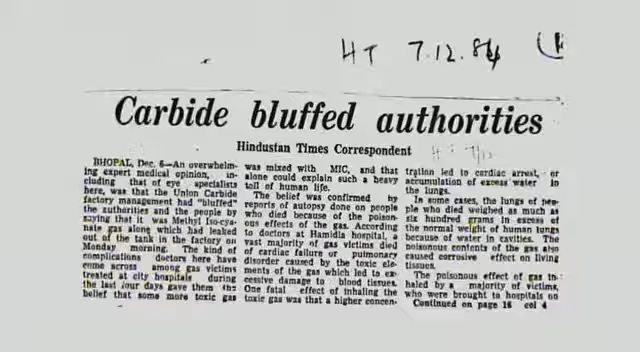 HT 7.12.84
Carbide bluffed authorities
Hindustan Times Correspondent
BHOPAL, Dec. 6—An overwhelm-
ing expert medical opinion, in-
cluding that of eye specialists
here, was that the Union Carbide
factory management had "bluffed"
the authorities and the people by
saying that it was Methyl Iso-cya-
nate gas alone which had leaked
out of the tank in the factory on
Monday morning. The kind of
complications doctors here have
come across among gas victims
treated at city hospitals during
the last four days gave them the
belief that some more toxic gas
was mixed with MIC, and that
alone could explain such a heavy
toll of human life.
The belief was confirmed by
reports of autopsy done on people
who died because of the poison-
ous effects of the gas. According
to doctors at Hamidia hospital, a
vast majority of gas victims died
of cardiac failure or pulmonary
disorder caused by the toxic ele-
ments of the gas which led to ex-
cessive damage to blood tissues.
One fatal effect of inhaling the
toxic gas was that a higher concen-
tration led to cardiac arrest, or
accumulation of excess water in
the lungs.
In some cases, the lungs of peo-
ple who died weighed as much as
six hundred grams in excess of
the normal weight of human lungs
because of water in cavities. The
poisonous contents of the gas also
caused corrosive effect on living
tissues.
The poisonous effect of gas in-
haled by a majority of victims,
who were brought to hospitals on
Continued on page 16 col 4